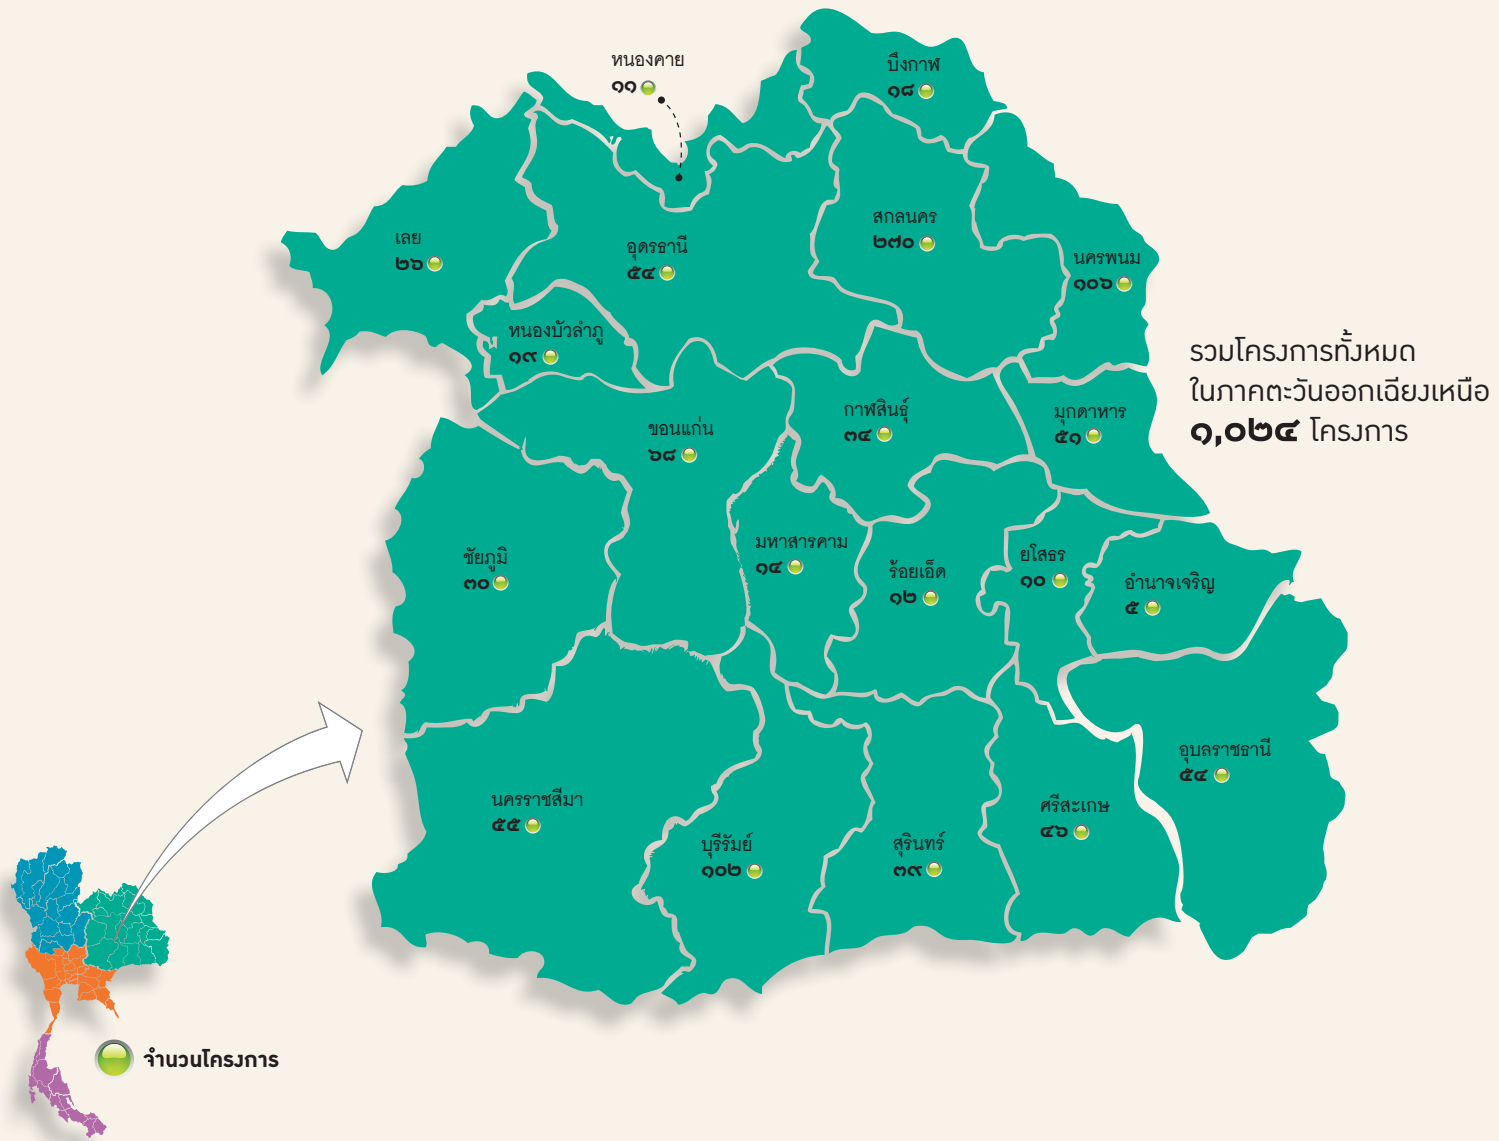 หนองคาย
๑๑
บึงกาฬ
๑๘
สกลนคร
๒๗๐
เลย
๒๖
อุดรธานี
๕๔
นครพนม
๑๐๖
หนองบัวลำภู
๑๙
รวมโครงการทั้งหมด
ในภาคตะวันออกเฉียงเหนือ
๑,๐๒๔ โครงการ
กาฬสินธุ์
๓๔
มุกดาหาร
๕๑
ขอนแก่น
๖๘
มหาสารคาม
๑๔
ชัยภูมิ
๓๐
ร้อยเอ็ด
๑๒
ยโสธร
๑๐
อำนาจเจริญ
๕
อุบลราชธานี
๕๔
นครราชสีมา
๕๕
ศรีสะเกษ
๔๖
บุรีรัมย์
๑๐๒
สุรินทร์
๓๙
จำนวนโครงการ